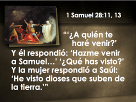 1 Samuel 28:11, 13
“‘¿A quién te
haré venir?’
Y él respondió: ‘Hazme venir
a Samuel...’ ‘¿Qué has visto?’
Y la mujer respondió a Saúl:
‘He visto dioses que suben de
la tierra.’”